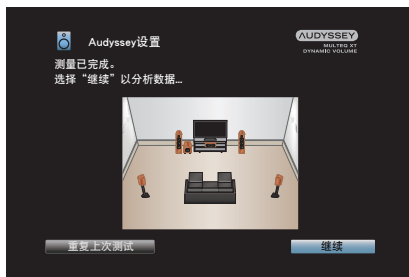 Audyssey设置
AUDYSSEY
MULTEQ XT
DYNAMIC VOLUME
测量已完成。
选择“继续”以分析数据...
重复上次测试
继续